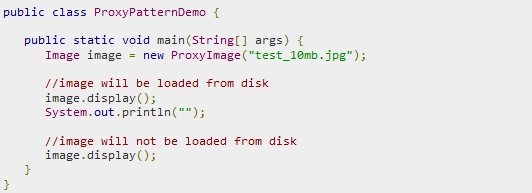 public class ProxyPatternDemo {
public static void main(String[] args) {
Image image = new ProxyImage("test_10mb.jpg");
//image will be loaded from disk
image.display();
System.out.println("");
//image will not be loaded from disk
image.display();
}
}